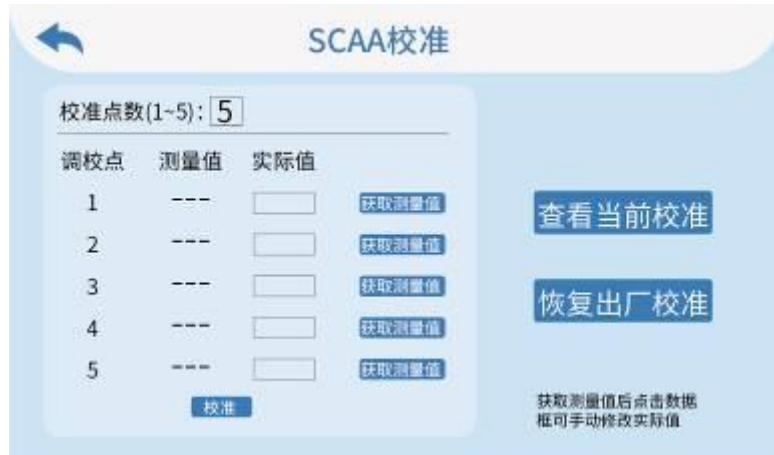 SCAA校准
校准点数(1~5): 5
调校点 测量值 实际值
1 --- 获取测量值
2 --- 获取测量值
3 --- 获取测量值
4 --- 获取测量值
5 --- 获取测量值
校准
查看当前校准
恢复出厂校准
获取测量值后点击数据
框可手动修改实际值